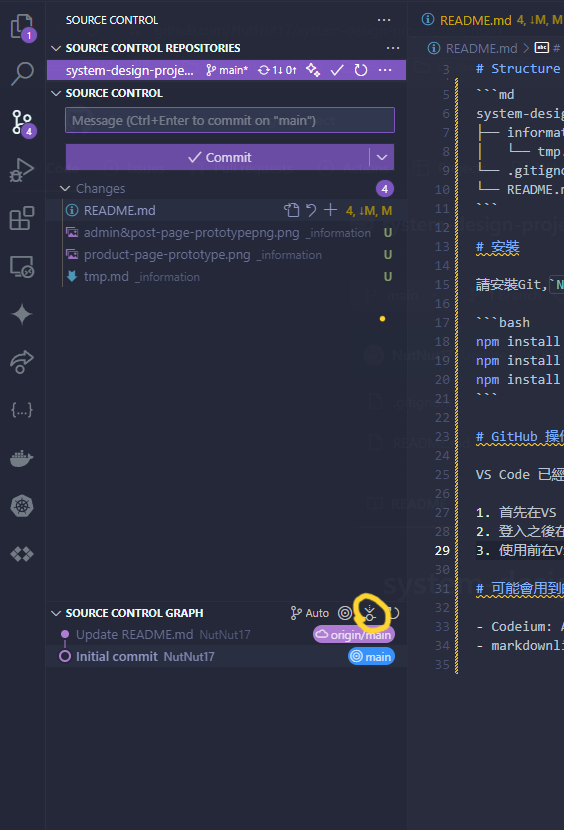 SOURCE CONTROL
SOURCE CONTROL REPOSITORIES
system-design-proje... main* 1↓ 0↑
SOURCE CONTROL
Message (Ctrl+Enter to commit on "main")
Commit
Changes 4
README.md 4, ↓M, M
admin&post-page-prototypepng.png _information U
product-page-prototype.png _information U
tmp.md _information U
SOURCE CONTROL GRAPH Auto
Update README.md NutNut17 origin/main
Initial commit NutNut17 main
1
4
README.md 4, ↓M, M
README.md > abc #
3 # Structure
5 ```md
6 system-desig
7 ├── informat
8 │ └── tmp.
9 └── .gitigno
10 └── README.m
11 ```
12
13 # 安裝
14
15 請安裝Git,`N
16
17 ```bash
18 npm install
19 npm install
20 npm install
21 ```
22
23 # GitHub 操作
24
25 VS Code 已經
26
27 1. 首先在VS
28 2. 登入之後在
29 3. 使用前在VS
30
31 # 可能會用到的
32
33 - Codeium: A
34 - markdownli
35